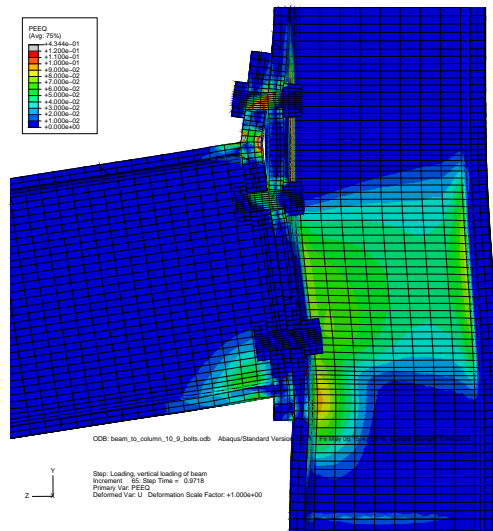 PEEQ
(Avg: 75%)
+4.344e−01
+1.200e−01
+1.100e−01
+1.000e−01
+9.000e−02
+8.000e−02
+7.000e−02
+6.000e−02
+5.000e−02
+4.000e−02
+3.000e−02
+2.000e−02
+1.000e−02
+0.000e+00
ODB: beam_to_column_10_9_bolts.odb Abaqus/Standard Version Fri May 08
Y
Z X
Step: Loading, vertical loading of beam
Increment 65: Step Time = 0.9718
Primary Var: PEEQ
Deformed Var: U Deformation Scale Factor: +1.000e+00